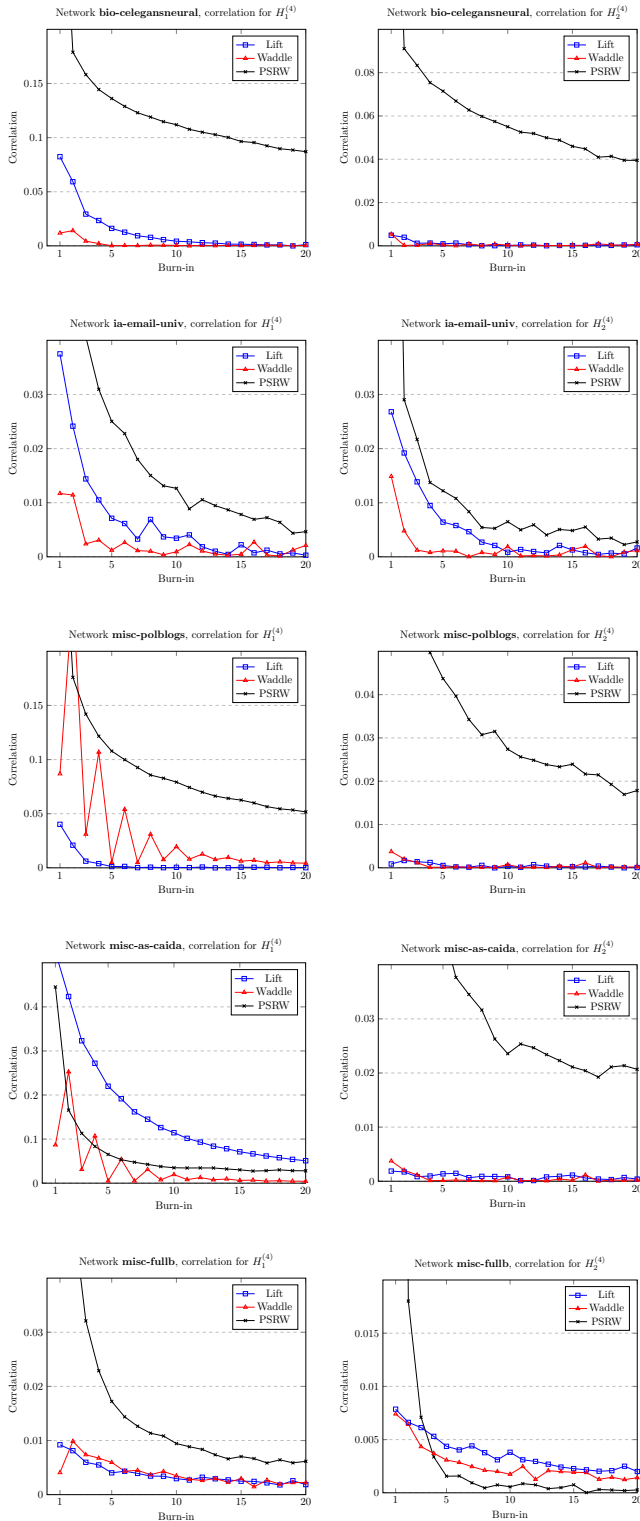 Network bio-celegansneural, correlation for H₁⁽⁴⁾
0.15
0.1
0.05
0
Correlation
1 5 10 15 20
Burn-in
Lift
Waddle
PSRW
Network bio-celegansneural, correlation for H₂⁽⁴⁾
0.08
0.06
0.04
0.02
0
Correlation
1 5 10 15 20
Burn-in
Lift
Waddle
PSRW
Network ia-email-univ, correlation for H₁⁽⁴⁾
0.03
0.02
0.01
0
Correlation
1 5 10 15 20
Burn-in
Lift
Waddle
PSRW
Network ia-email-univ, correlation for H₂⁽⁴⁾
0.03
0.02
0.01
0
Correlation
1 5 10 15 20
Burn-in
Lift
Waddle
PSRW
Network misc-polblogs, correlation for H₁⁽⁴⁾
0.15
0.1
0.05
0
Correlation
1 5 10 15 20
Burn-in
Lift
Waddle
PSRW
Network misc-polblogs, correlation for H₂⁽⁴⁾
0.04
0.03
0.02
0.01
0
Correlation
1 5 10 15 20
Burn-in
Lift
Waddle
PSRW
Network misc-as-caida, correlation for H₁⁽⁴⁾
0.4
0.3
0.2
0.1
0
Correlation
1 5 10 15 20
Burn-in
Lift
Waddle
PSRW
Network misc-as-caida, correlation for H₂⁽⁴⁾
0.03
0.02
0.01
0
Correlation
1 5 10 15 20
Burn-in
Lift
Waddle
PSRW
Network misc-fullb, correlation for H₁⁽⁴⁾
0.03
0.02
0.01
0
Correlation
1 5 10 15 20
Burn-in
Lift
Waddle
PSRW
Network misc-fullb, correlation for H₂⁽⁴⁾
0.015
0.01
0.005
0
Correlation
1 5 10 15 20
Burn-in
Lift
Waddle
PSRW